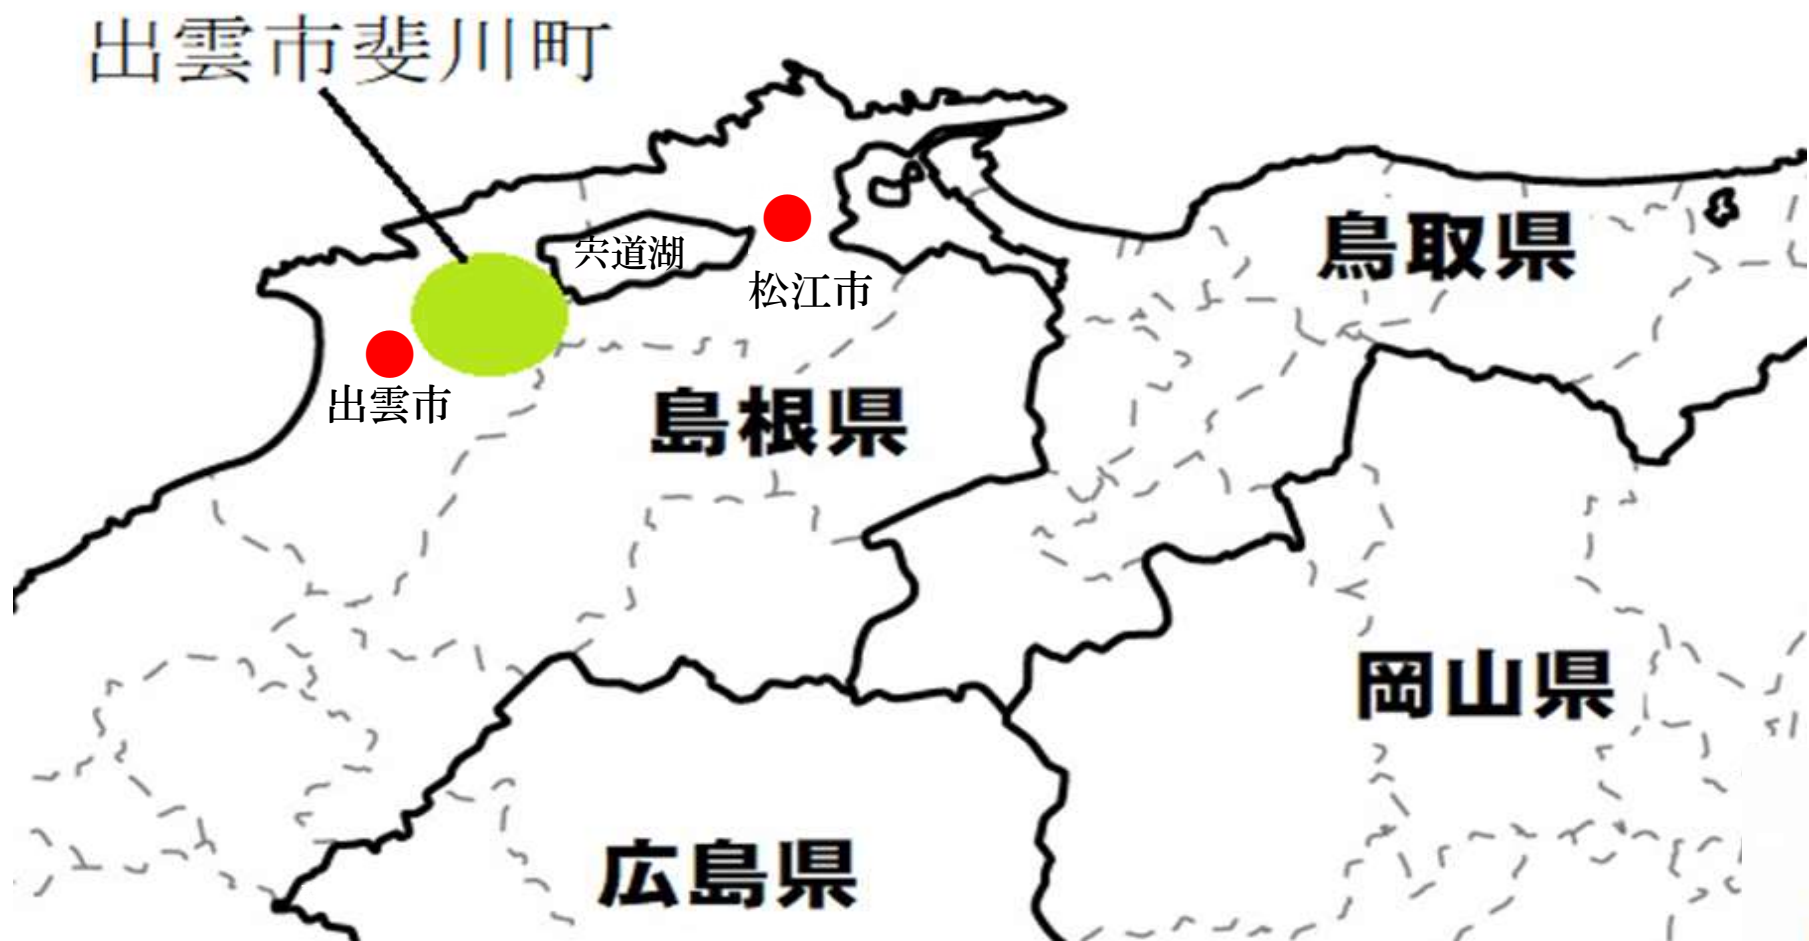 出雲市斐川町
宍道湖
松江市
鳥取県
出雲市
島根県
岡山県
広島県